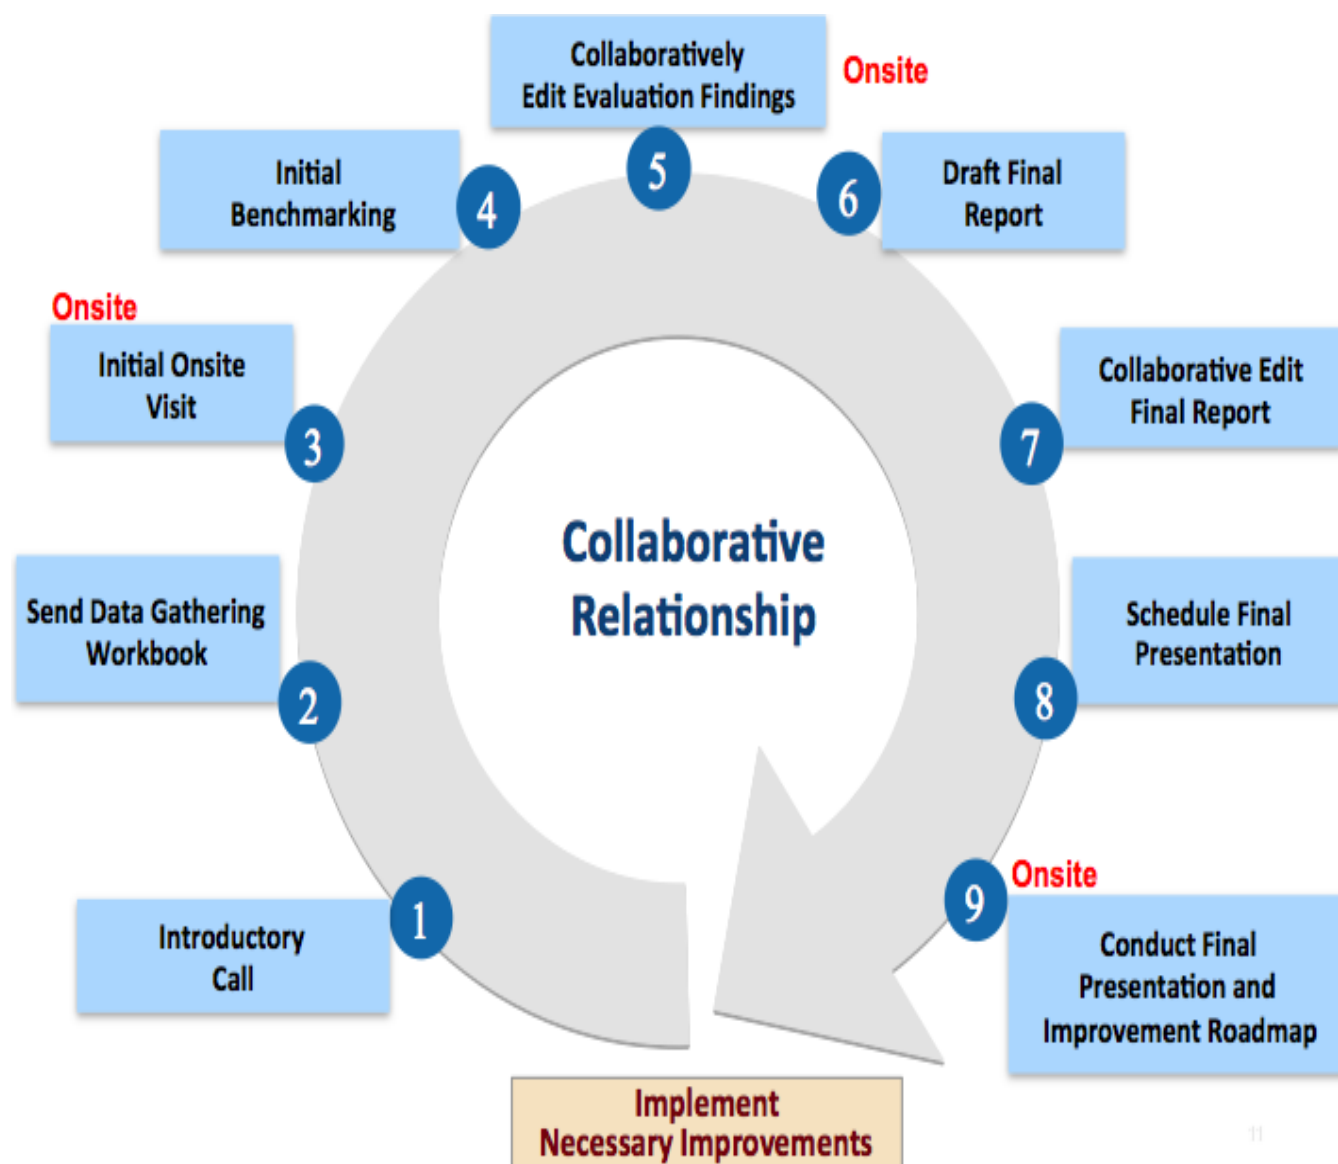 Collaboratively
Edit Evaluation Findings
Onsite
5
Initial
Benchmarking
4
6
Draft Final
Report
Onsite
Initial Onsite
Visit
3
Collaborative Edit
Final Report
7
Collaborative
Relationship
Send Data Gathering
Workbook
2
Schedule Final
Presentation
8
Introductory
Call
1
Onsite
9
Conduct Final
Presentation and
Improvement Roadmap
Implement
Necessary Improvements
11